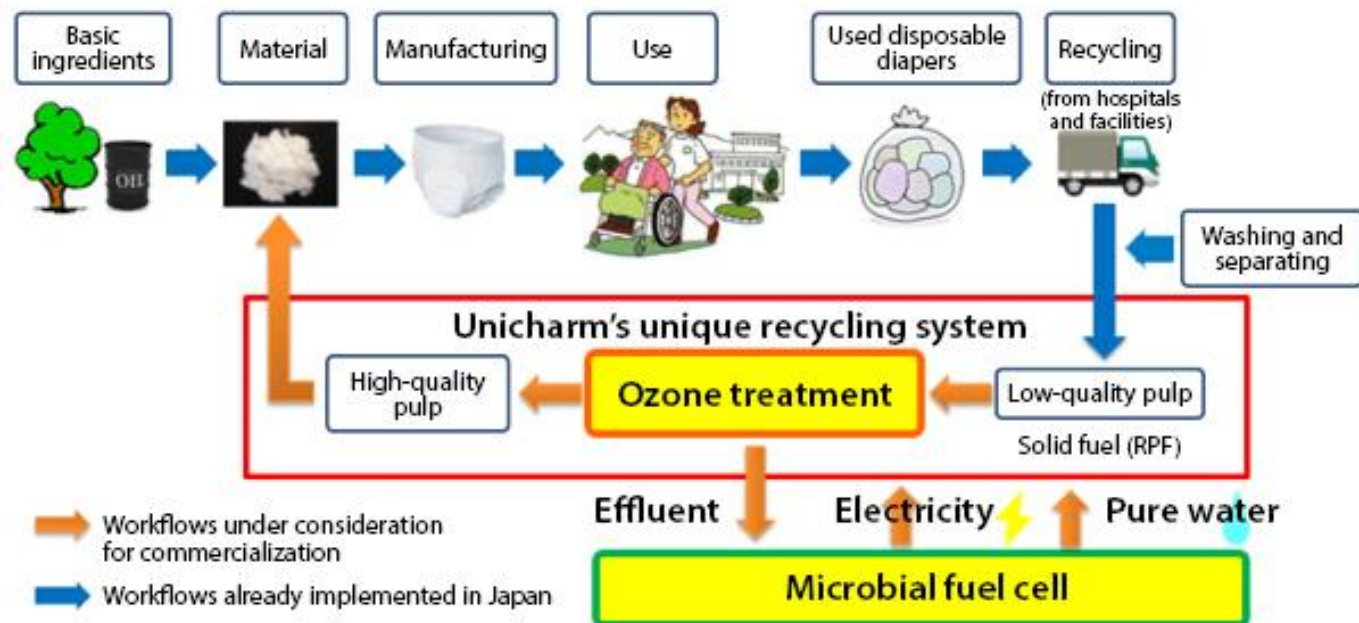 Basic
ingredients
Material
Manufacturing
Use
Used disposable
diapers
Recycling
(from hospitals
and facilities)
OIL
Washing and
separating
Unicharm's unique recycling system
High-quality
pulp
Ozone treatment
Low-quality pulp
Solid fuel (RPF)
Effluent
Electricity
Pure water
Microbial fuel cell
Workflows under consideration
for commercialization
Workflows already implemented in Japan